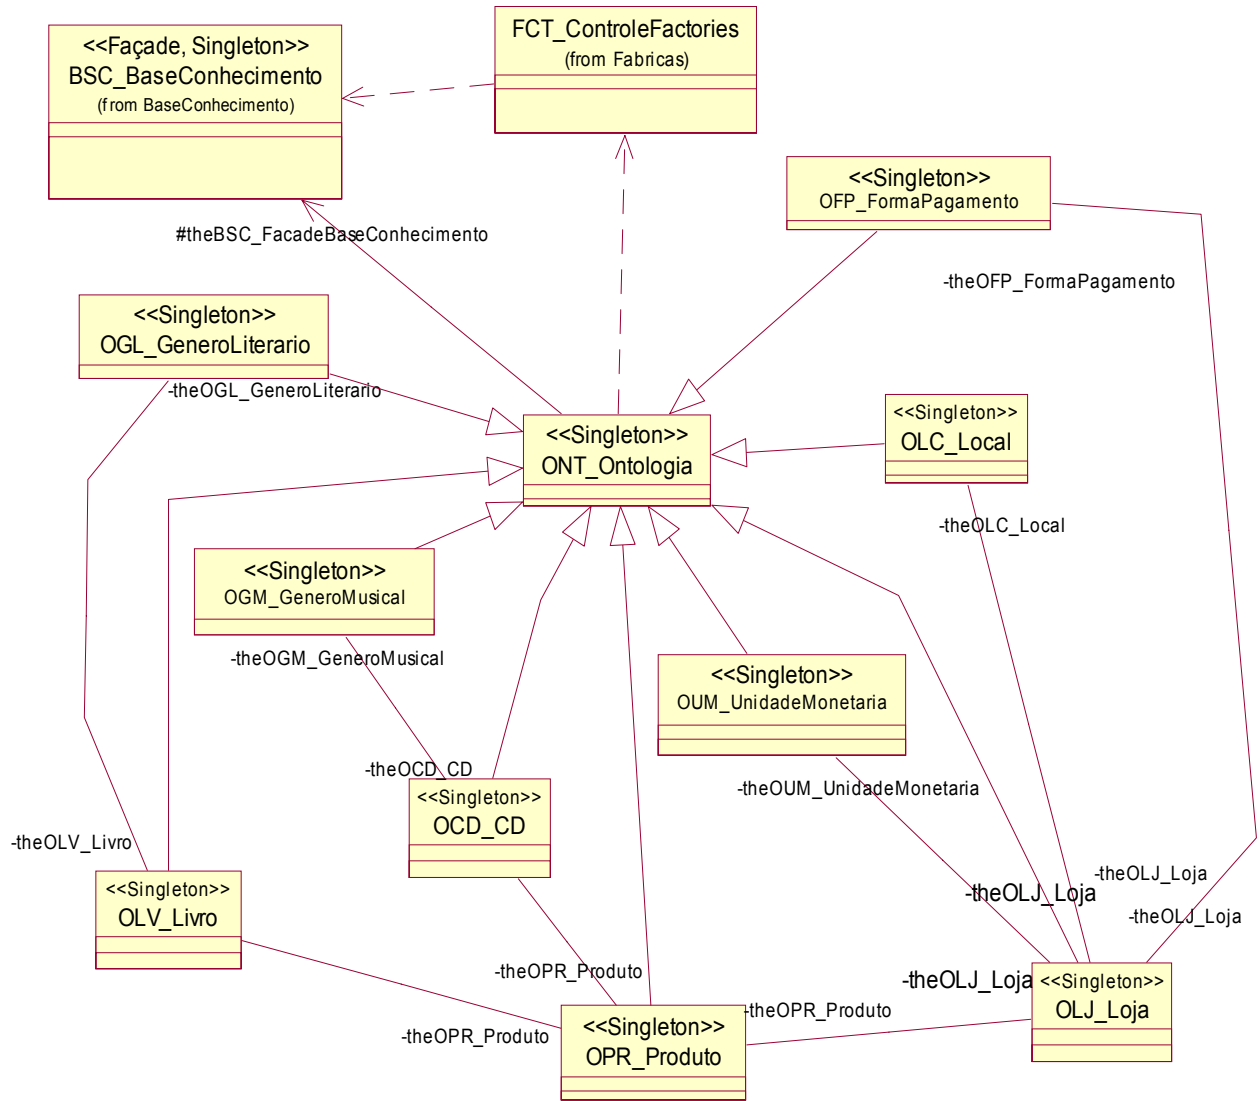 <<Façade, Singleton>>
BSC_BaseConhecimento
(from BaseConhecimento)
FCT_ControleFactories
(from Fabricas)
<<Singleton>>
OFP_FormaPagamento
#theBSC_FacadeBaseConhecimento
-theOFP_FormaPagamento
<<Singleton>>
OGL_GeneroLiterario
-theOGL_GeneroLiterario
<<Singleton>>
ONT_Ontologia
<<Singleton>>
OLC_Local
-theOLC_Local
<<Singleton>>
OGM_GeneroMusical
-theOGM_GeneroMusical
<<Singleton>>
OUM_UnidadeMonetaria
-theOUM_UnidadeMonetaria
-theOCD_CD
<<Singleton>>
OCD_CD
-theOLV_Livro
<<Singleton>>
OLV_Livro
-theOLJ_Loja
-theOLJ_Loja
-theOLJ_Loja
-theOPR_Produto
-theOLJ_Loja
<<Singleton>>
OLJ_Loja
-theOPR_Produto
-theOPR_Produto
<<Singleton>>
OPR_Produto